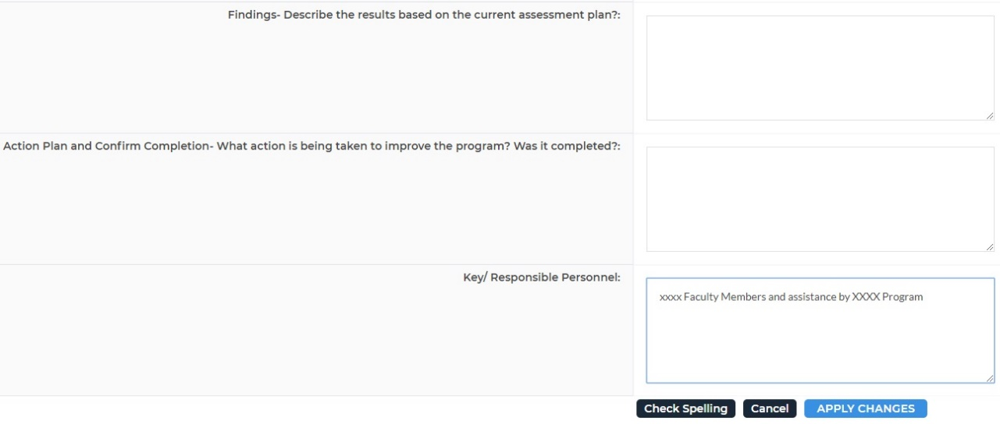 Findings- Describe the results based on the current assessment plan?:
Action Plan and Confirm Completion- What action is being taken to improve the program? Was it completed?:
Key/ Responsible Personnel:
xxxx Faculty Members and assistance by XXXX Program
Check Spelling
Cancel
APPLY CHANGES